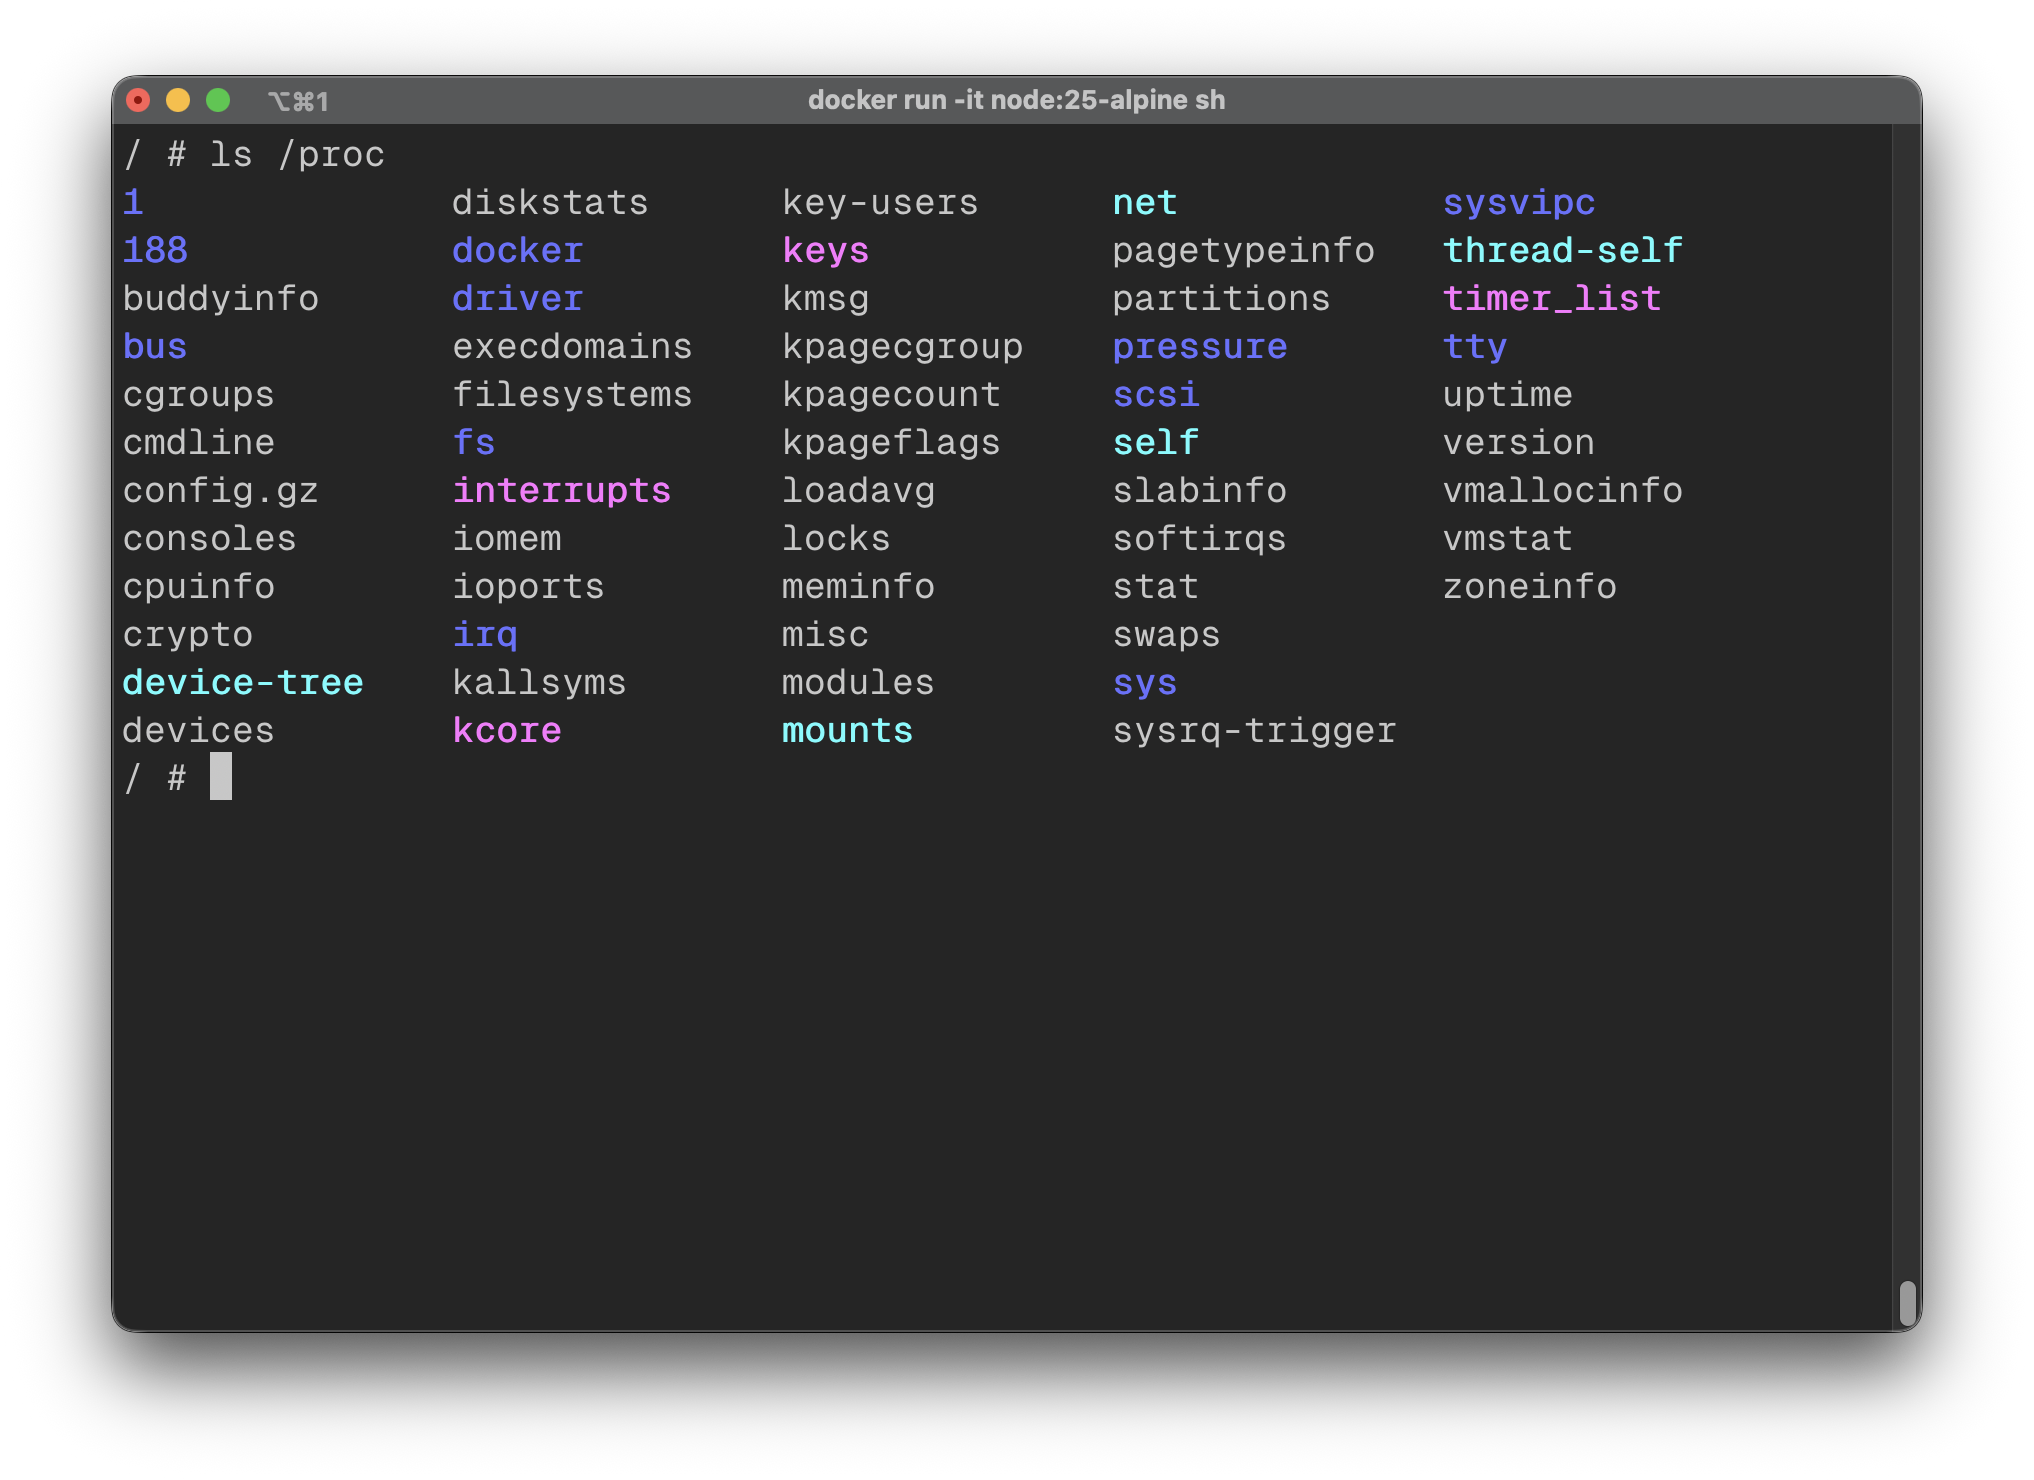 ⌥⌘1 docker run -it node:25-alpine sh
/ # ls /proc
1 diskstats key-users net sysvipc
188 docker keys pagetypeinfo thread-self
buddyinfo driver kmsg partitions timer_list
bus execdomains kpagecgroup pressure tty
cgroups filesystems kpagecount scsi uptime
cmdline fs kpageflags self version
config.gz interrupts loadavg slabinfo vmallocinfo
consoles iomem locks softirqs vmstat
cpuinfo ioports meminfo stat zoneinfo
crypto irq misc swaps
device-tree kallsyms modules sys
devices kcore mounts sysrq-trigger
/ #